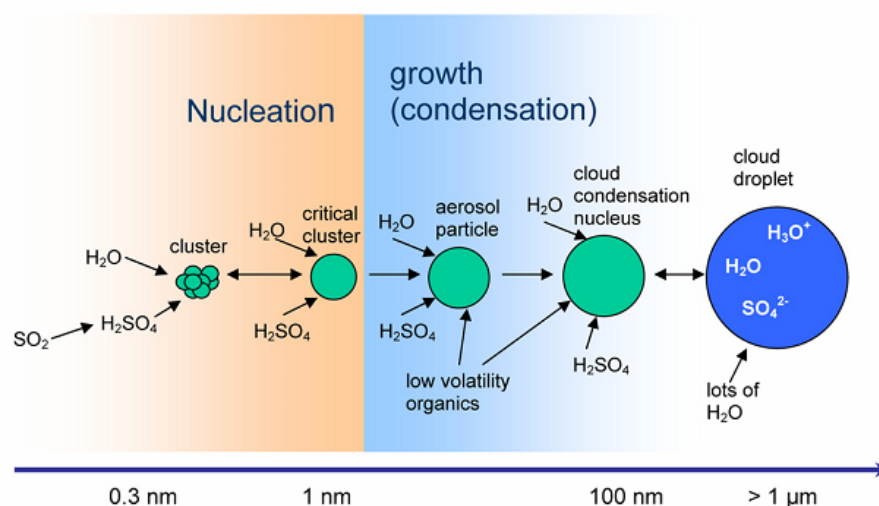 Nucleation
growth
(condensation)
cloud
droplet
cloud
condensation
nucleus
critical
cluster
aerosol
particle
cluster
H₂O
H₂O
H₂O
H₂O
H₃O⁺
H₂O
SO₄²⁻
SO₂
H₂SO₄
H₂SO₄
H₂SO₄
H₂SO₄
low volatility
organics
lots of
H₂O
0.3 nm
1 nm
100 nm
> 1 µm